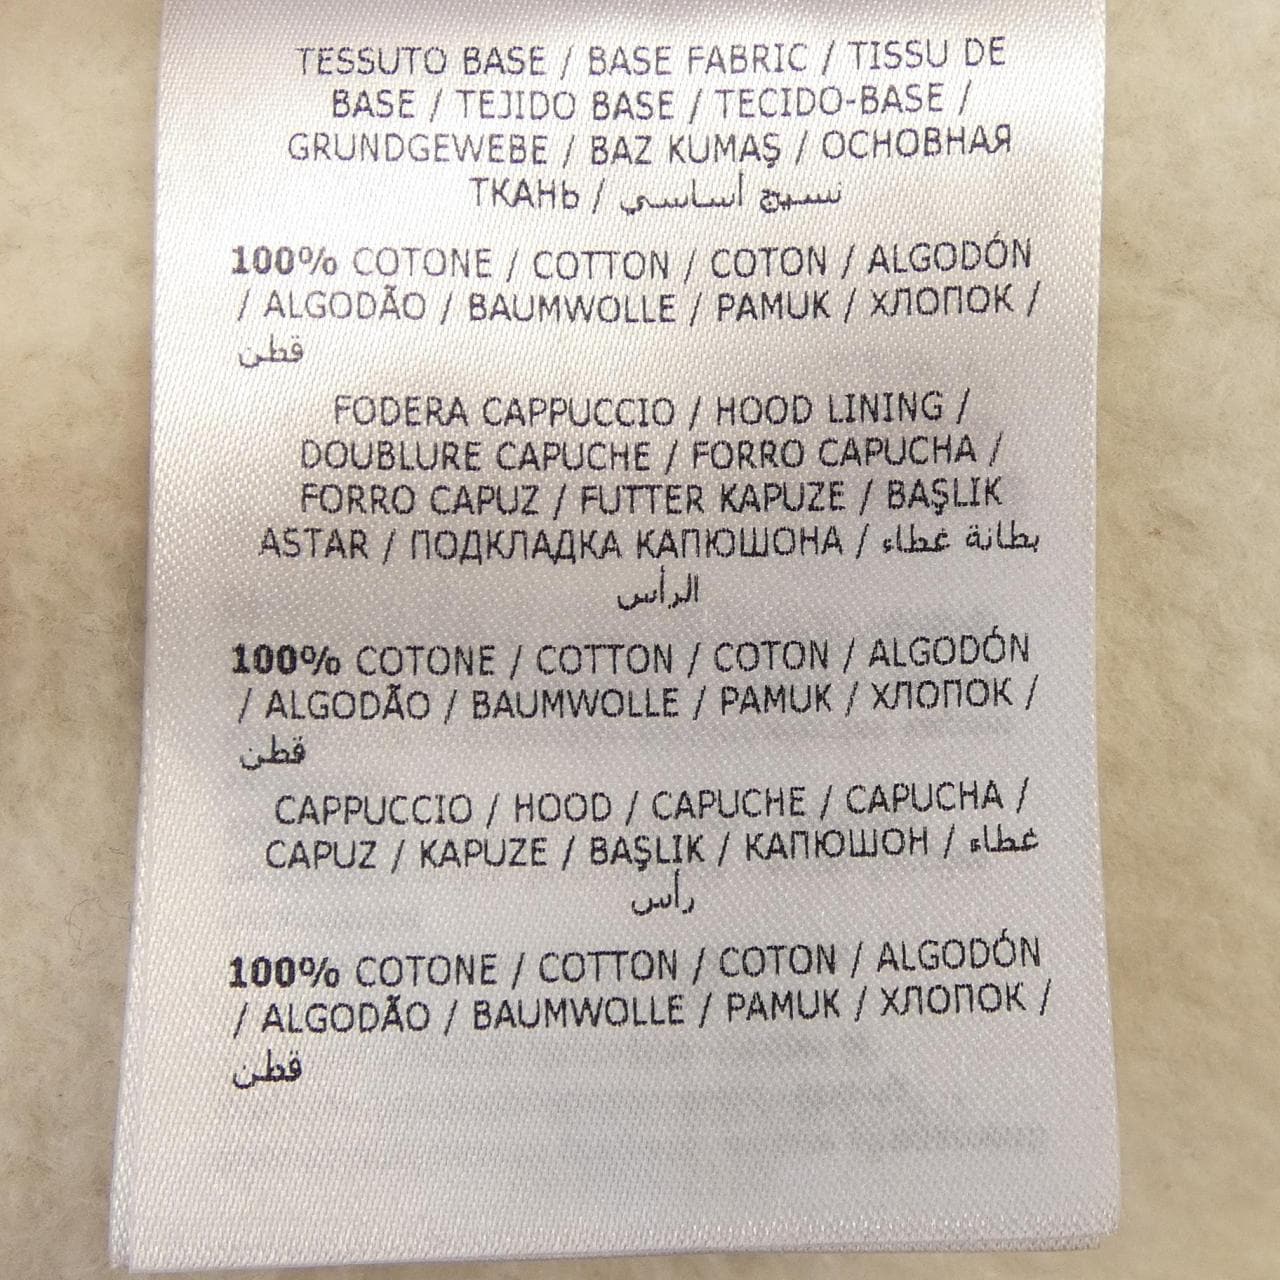 TESSUTO BASE / BASE FABRIC / TISSU DE
BASE / TEJIDO BASE / TECIDO-BASE /
GRUNDGEWEBE / BAZ KUMAŞ / ОСНОВНАЯ
ТКАНЬ / نسيج أساسي
100% COTONE / COTTON / COTON / ALGODÓN
/ ALGODÃO / BAUMWOLLE / PAMUK / ХЛОПОК /
قطن
FODERA CAPPUCCIO / HOOD LINING /
DOUBLURE CAPUCHE / FORRO CAPUCHA /
FORRO CAPUZ / FUTTER KAPUZE / BAŞLIK
ASTAR / ПОДКЛАДКА КАПЮШОНА / بطانة غطاء
الرأس
100% COTONE / COTTON / COTON / ALGODÓN
/ ALGODÃO / BAUMWOLLE / PAMUK / ХЛОПОК /
قطن
CAPPUCCIO / HOOD / CAPUCHE / CAPUCHA /
CAPUZ / KAPUZE / BAŞLIK / КАПЮШОН / غطاء
رأس
100% COTONE / COTTON / COTON / ALGODÓN
/ ALGODÃO / BAUMWOLLE / PAMUK / ХЛОПОК /
قطن